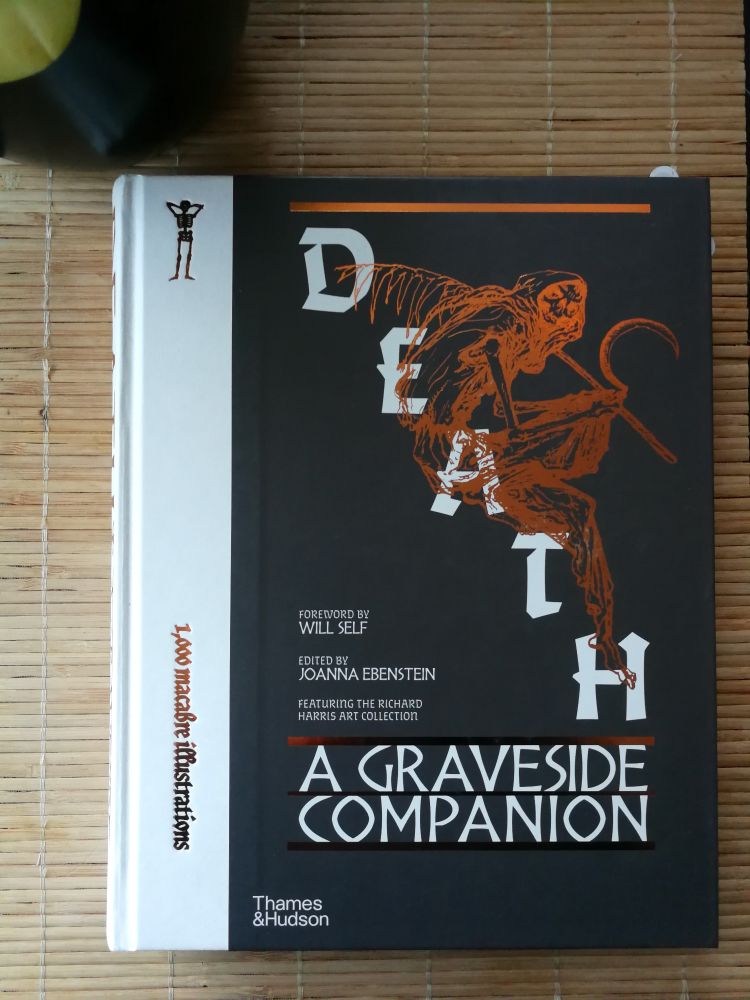 DEATH
FOREWORD BY
WILL SELF
EDITED BY
JOANNA EBENSTEIN
FEATURING THE RICHARD
HARRIS ART COLLECTION
A GRAVESIDE
COMPANION
Thames
&Hudson
1,000 macabre illustrations